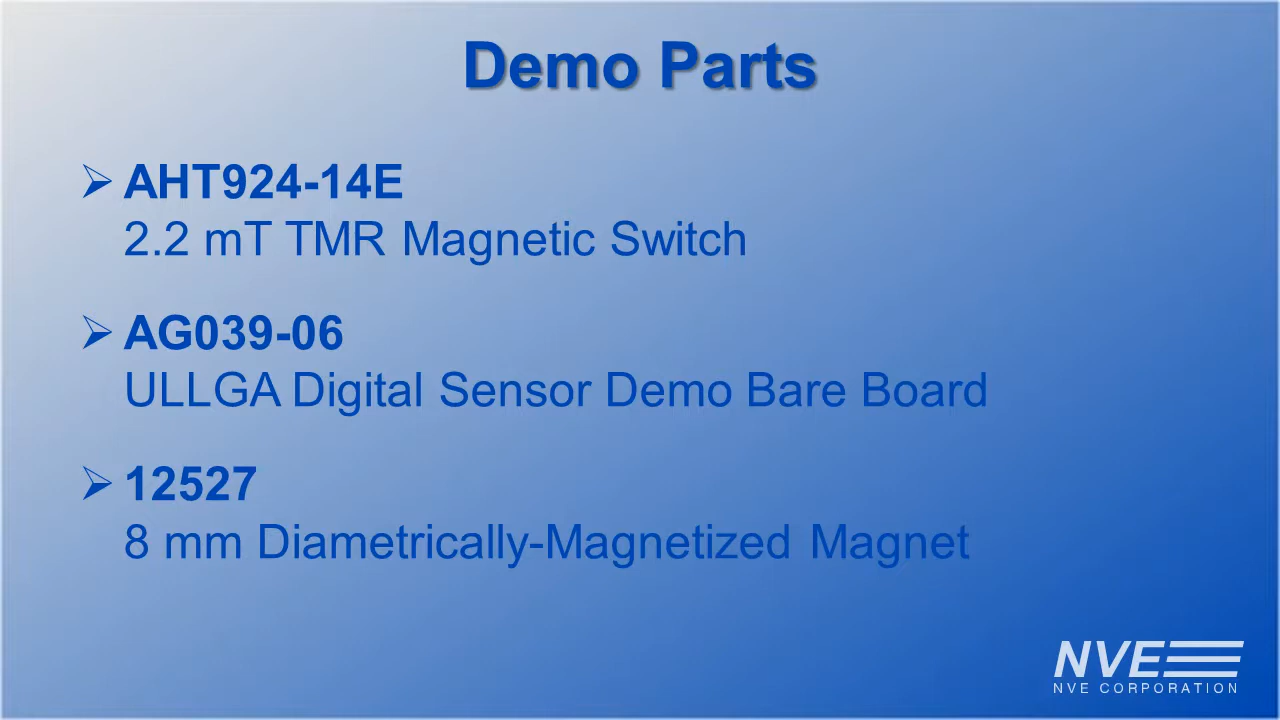 Demo Parts
AHT924-14E
2.2 mT TMR Magnetic Switch
AG039-06
ULLGA Digital Sensor Demo Bare Board
12527
8 mm Diametrically-Magnetized Magnet
NVE
NVE CORPORATION